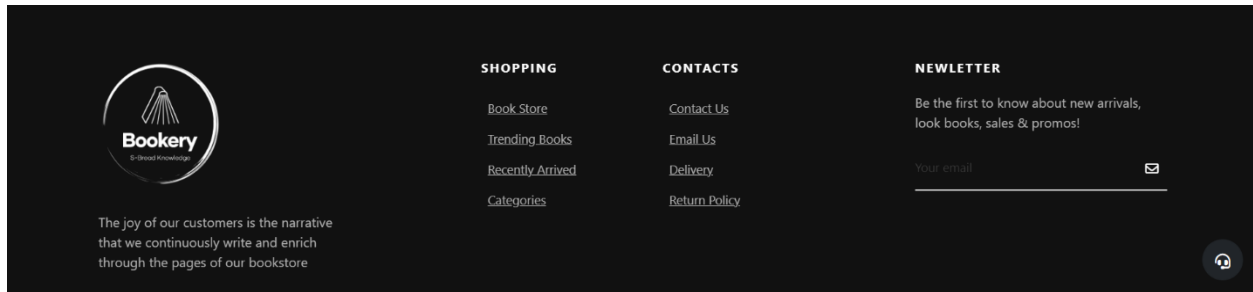 Bookery
S-Bread Knowledge
The joy of our customers is the narrative
that we continuously write and enrich
through the pages of our bookstore
SHOPPING
Book Store
Trending Books
Recently Arrived
Categories
CONTACTS
Contact Us
Email Us
Delivery
Return Policy
NEWLETTER
Be the first to know about new arrivals,
look books, sales & promos!
Your email